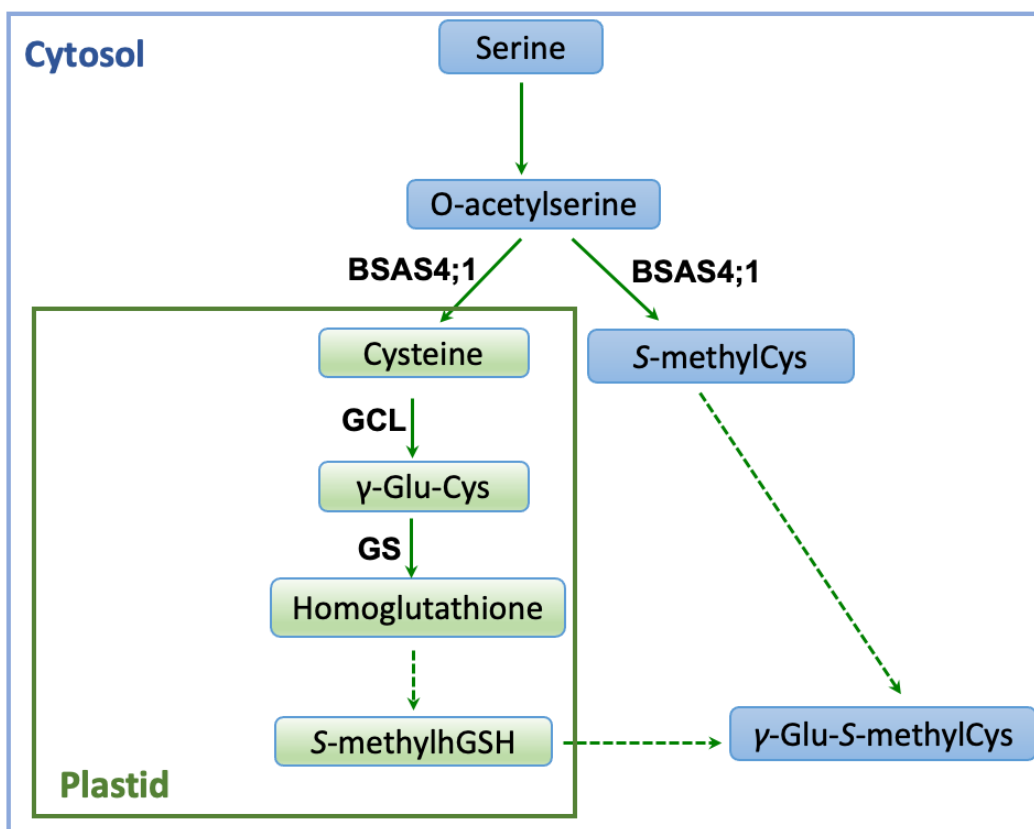 Serine
Cytosol
O-acetylserine
BSAS4;1
BSAS4;1
Cysteine
S-methylCys
GCL
γ-Glu-Cys
GS
Homoglutathione
S-methylhGSH
γ-Glu-S-methylCys
Plastid